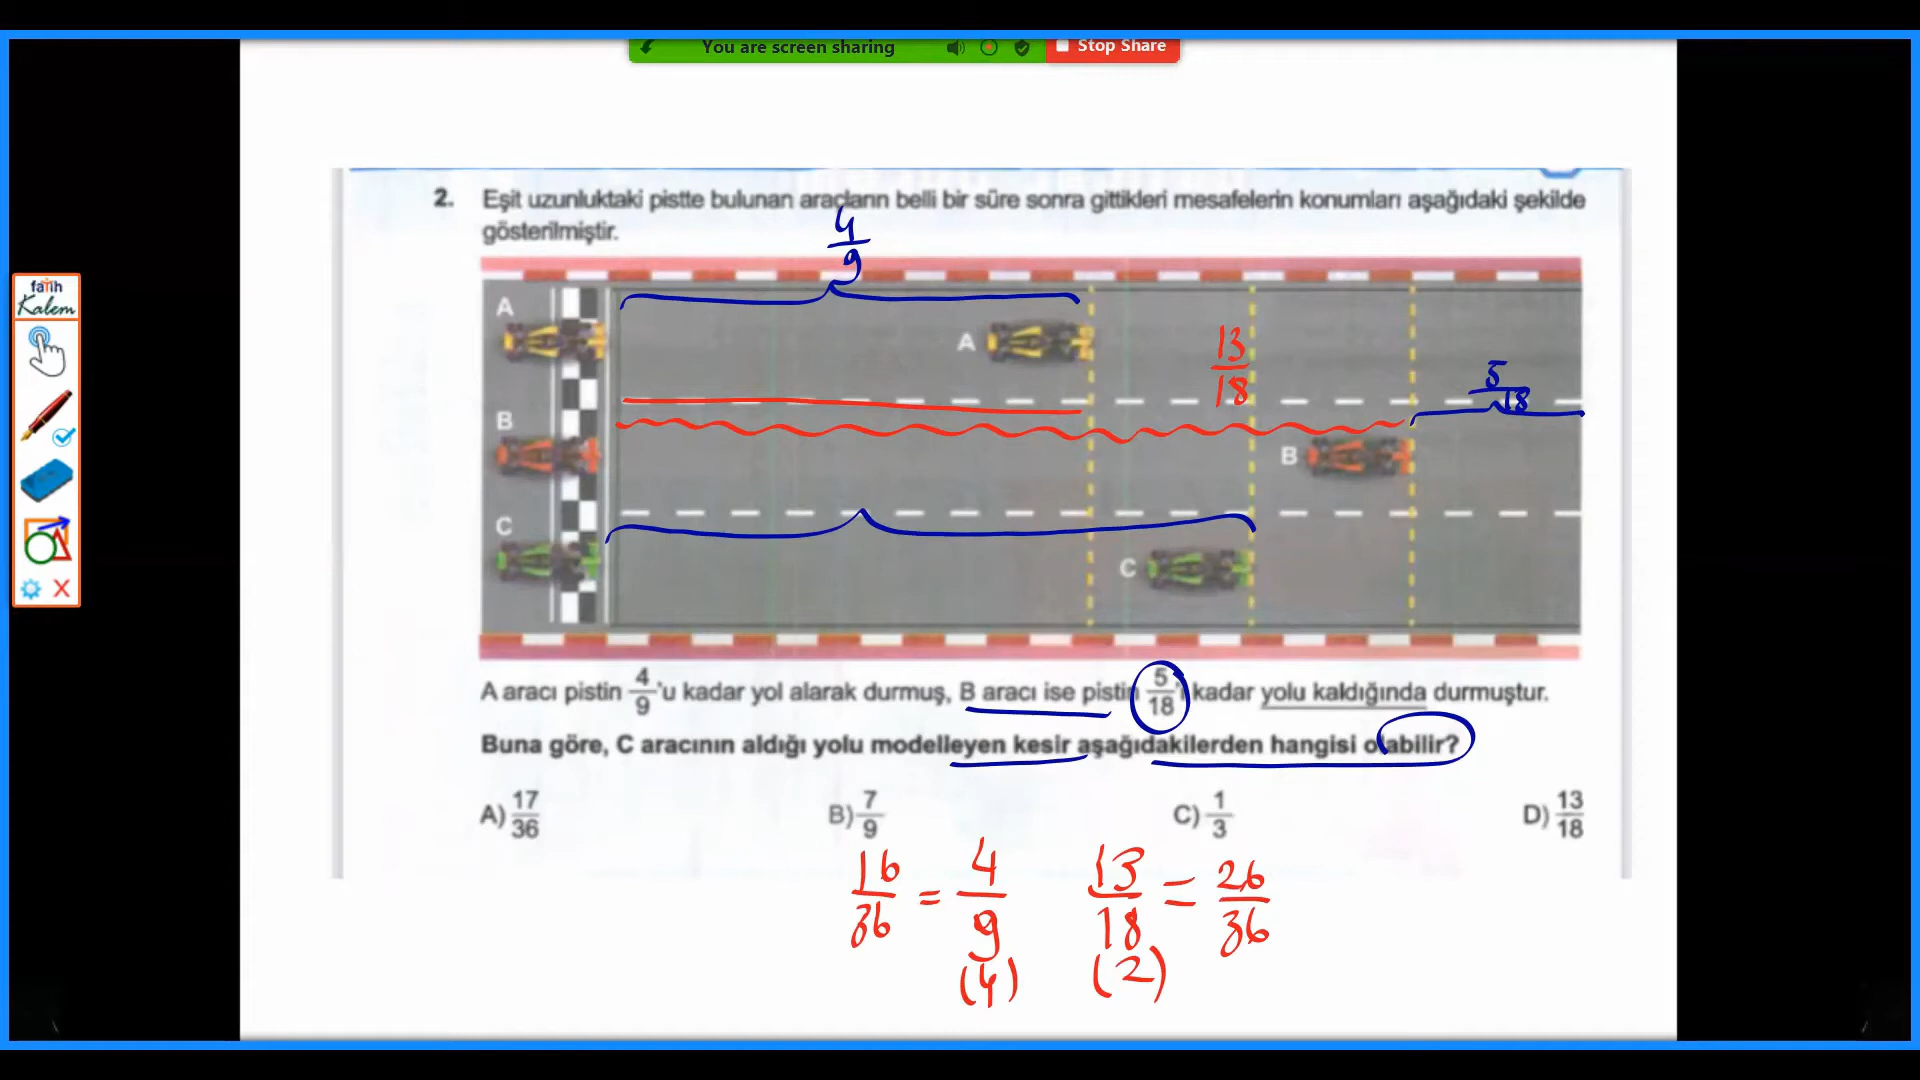 You are screen sharing
Stop Share
fatih
Kalem
2. Eşit uzunluktaki pistte bulunan araçların belli bir süre sonra gittikleri mesafelerin konumları aşağıdaki şekilde
gösterilmiştir.
4/9
A
A
13/18
5/18
B
B
C
C
A aracı pistin 4/9'u kadar yol alarak durmuş, B aracı ise pistin 5/18'i kadar yolu kaldığında durmuştur.
Buna göre, C aracının aldığı yolu modelleyen kesir aşağıdakilerden hangisi olabilir?
A) 17/36 B) 7/9 C) 1/3 D) 13/18
16/36 = 4/9 13/18 = 26/36
(4) (2)